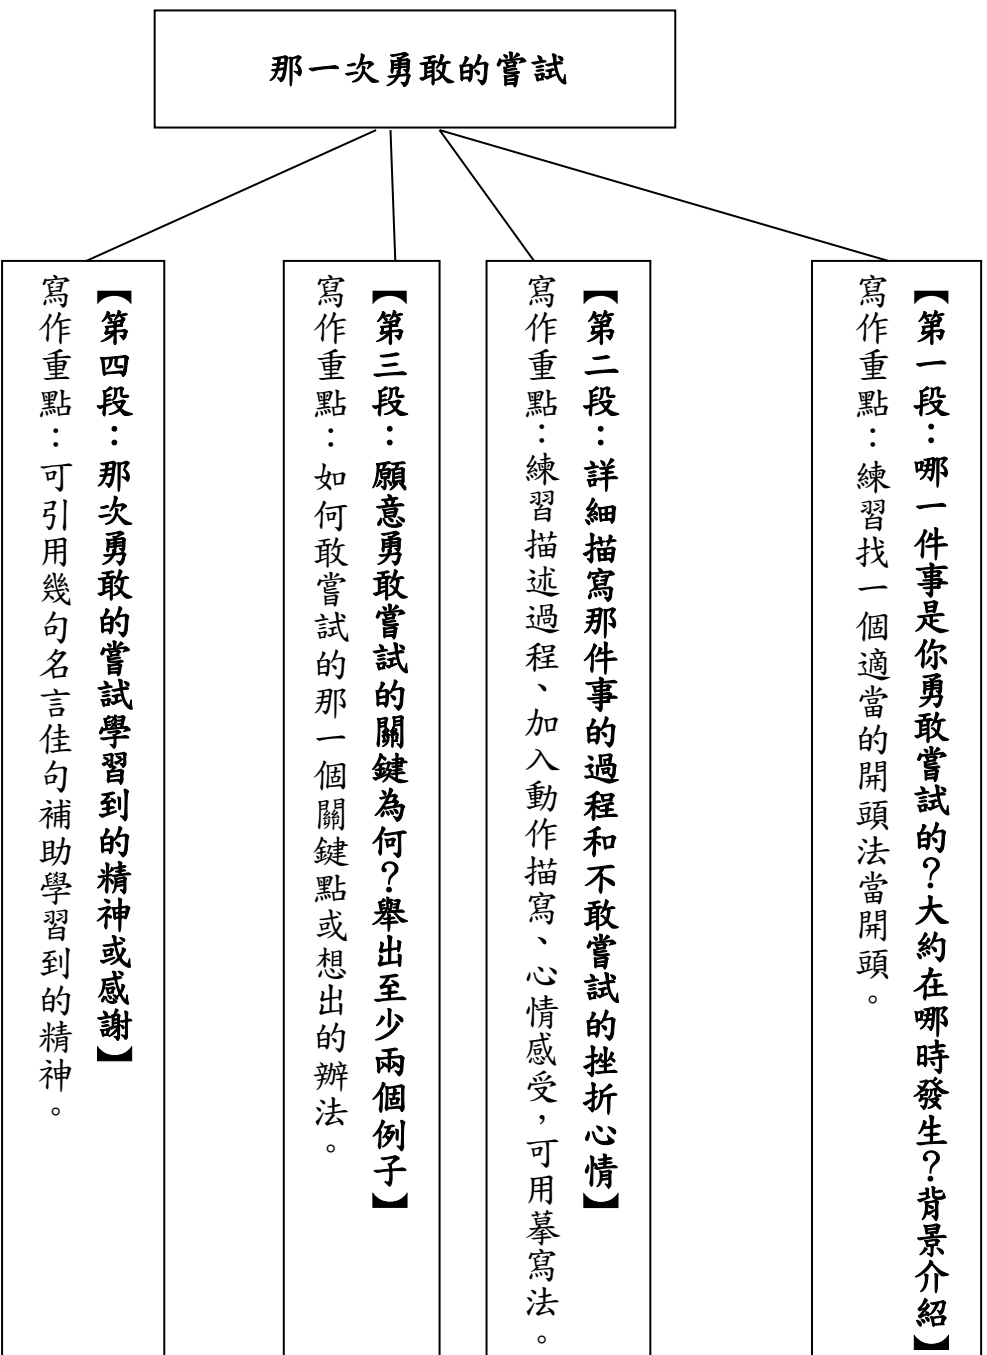 那一次勇敢的嘗試
【第一段：哪一件事是你勇敢嘗試的？大約在哪時發生？背景介紹】
寫作重點：練習找一個適當的開頭法當開頭。
【第二段：詳細描寫那件事的過程和不敢嘗試的挫折心情】
寫作重點：練習描述過程、加入動作描寫、心情感受，可用摹寫法。
【第三段：願意勇敢嘗試的關鍵為何？舉出至少兩個例子】
寫作重點：如何敢嘗試的那一個關鍵點或想出的辦法。
【第四段：那次勇敢的嘗試學習到的精神或感謝】
寫作重點：可引用幾句名言佳句補助學習到的精神。